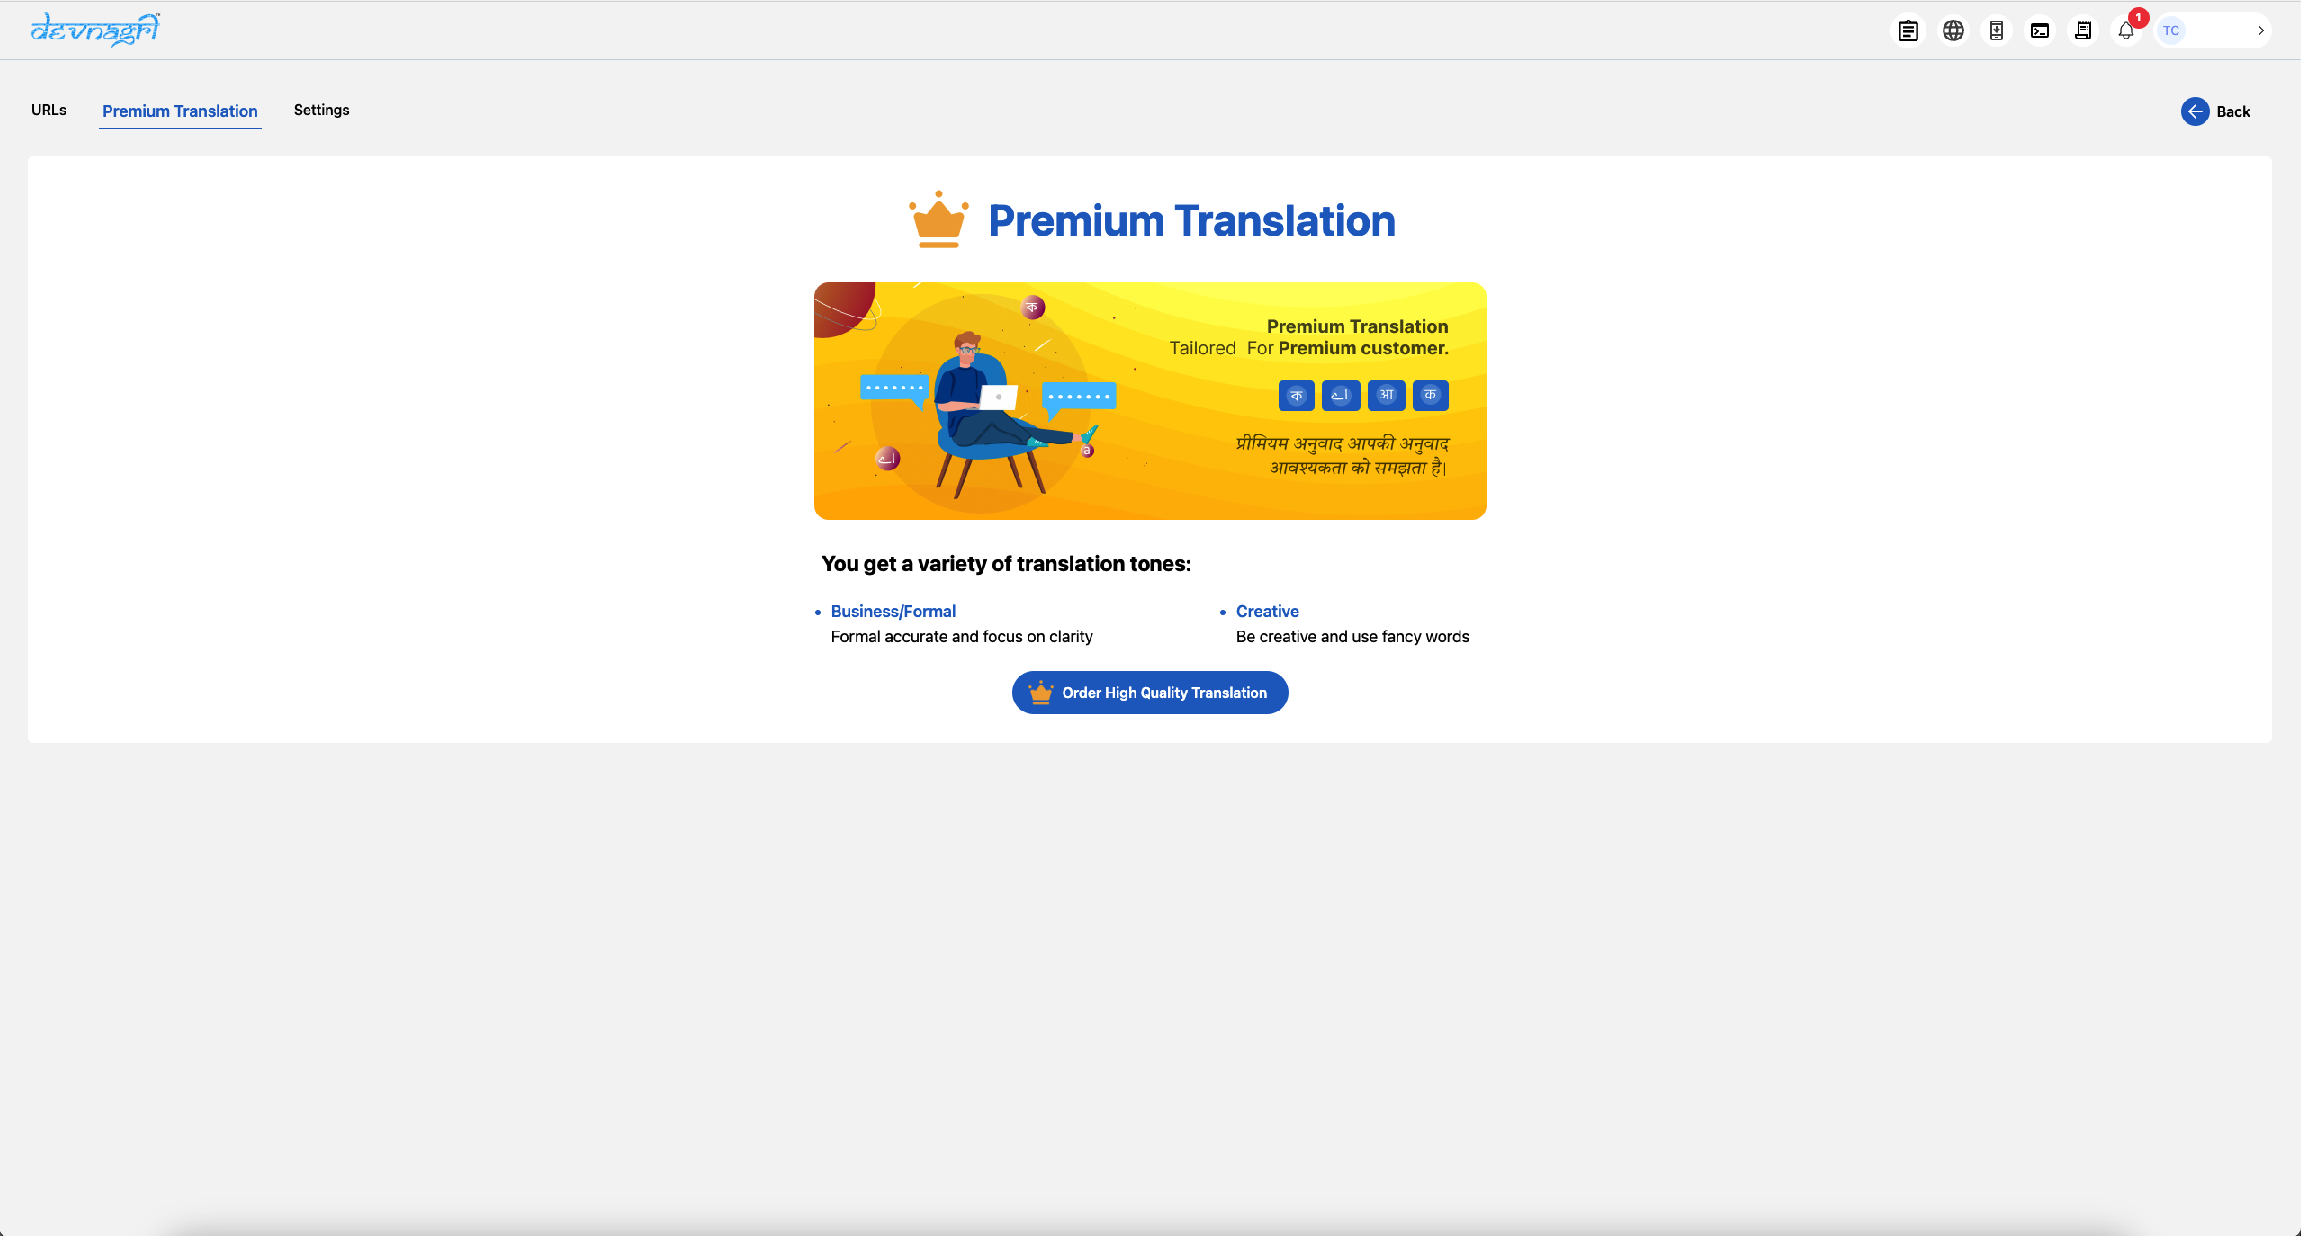 devnagri
1
TC
URLs
Premium Translation
Settings
Back
Premium Translation
क
Premium Translation
Tailored For Premium customer.
क
اے
आ
क
اے
a
प्रीमियम अनुवाद आपकी अनुवाद
आवश्यकता को समझता है|
You get a variety of translation tones:
Business/Formal
Formal accurate and focus on clarity
Creative
Be creative and use fancy words
Order High Quality Translation